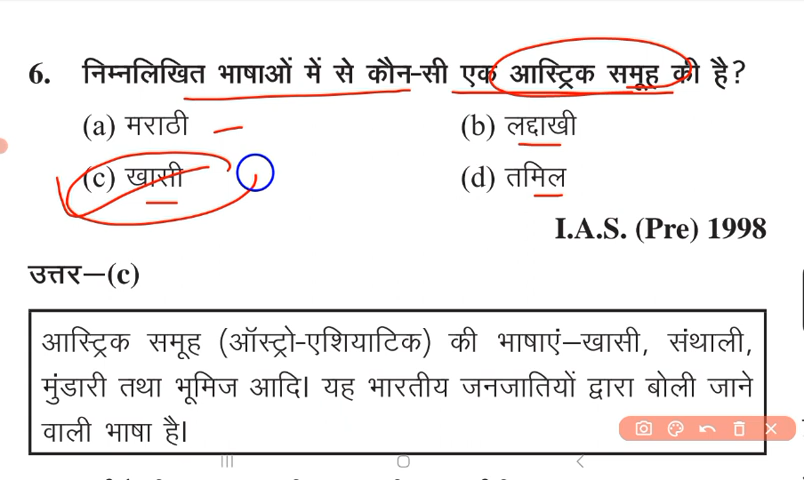 6. निम्नलिखित भाषाओं में से कौन-सी एक आस्ट्रिक समूह की है?
(a) मराठी (b) लद्दाखी
(c) खासी (d) तमिल
I.A.S. (Pre) 1998
उत्तर–(c)
आस्ट्रिक समूह (ऑस्ट्रो-एशियाटिक) की भाषाएं–खासी, संथाली,
मुंडारी तथा भूमिज आदि। यह भारतीय जनजातियों द्वारा बोली जाने
वाली भाषा है।